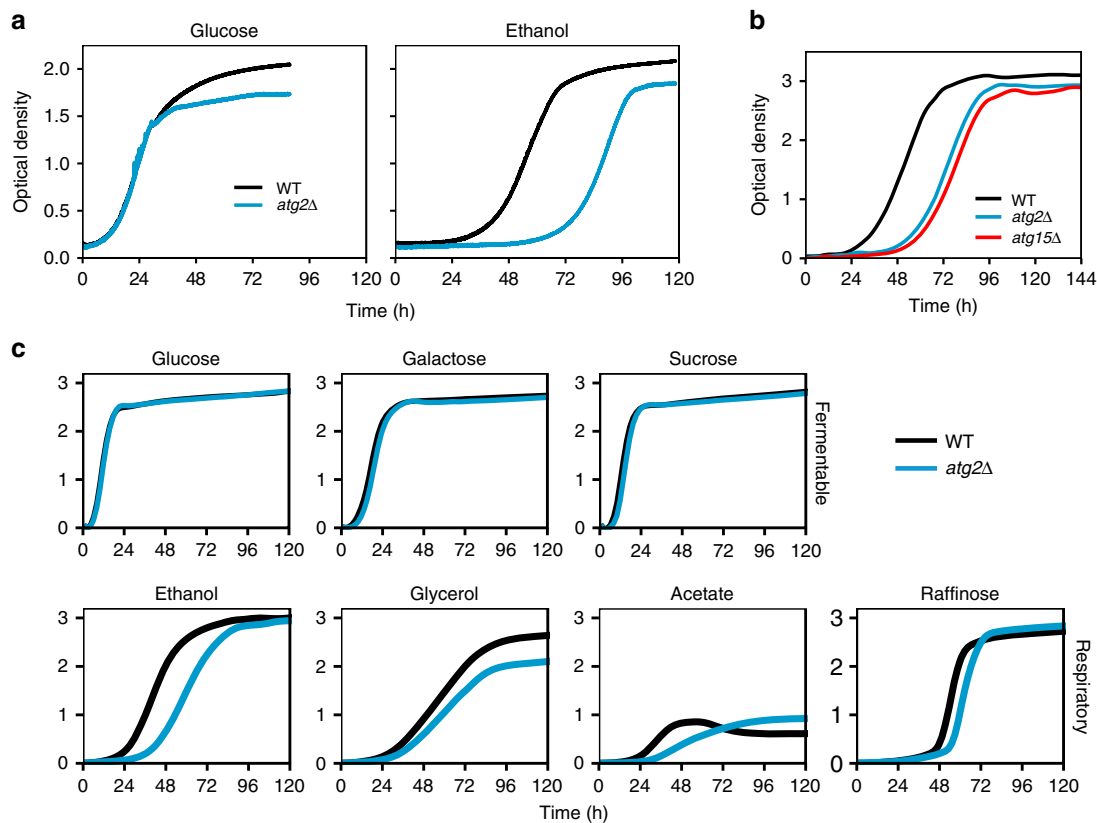 a
Glucose
Ethanol
Optical density
2.0
1.5
1.0
0.5
0.0
WT
atg2Δ
0 24 48 72 96 120
0 24 48 72 96 120
Time (h)
b
Optical density
3
2
1
0
WT
atg2Δ
atg15Δ
0 24 48 72 96 120 144
Time (h)
c
Glucose
Galactose
Sucrose
3
2
1
0
3
2
1
0
3
2
1
0
0 24 48 72 96 120
0 24 48 72 96 120
0 24 48 72 96 120
Fermentable
WT
atg2Δ
Ethanol
Glycerol
Acetate
Raffinose
3
2
1
0
3
2
1
0
3
2
1
0
3
2
1
0
0 24 48 72 96 120
0 24 48 72 96 120
0 24 48 72 96 120
0 24 48 72 96 120
Respiratory
Time (h)